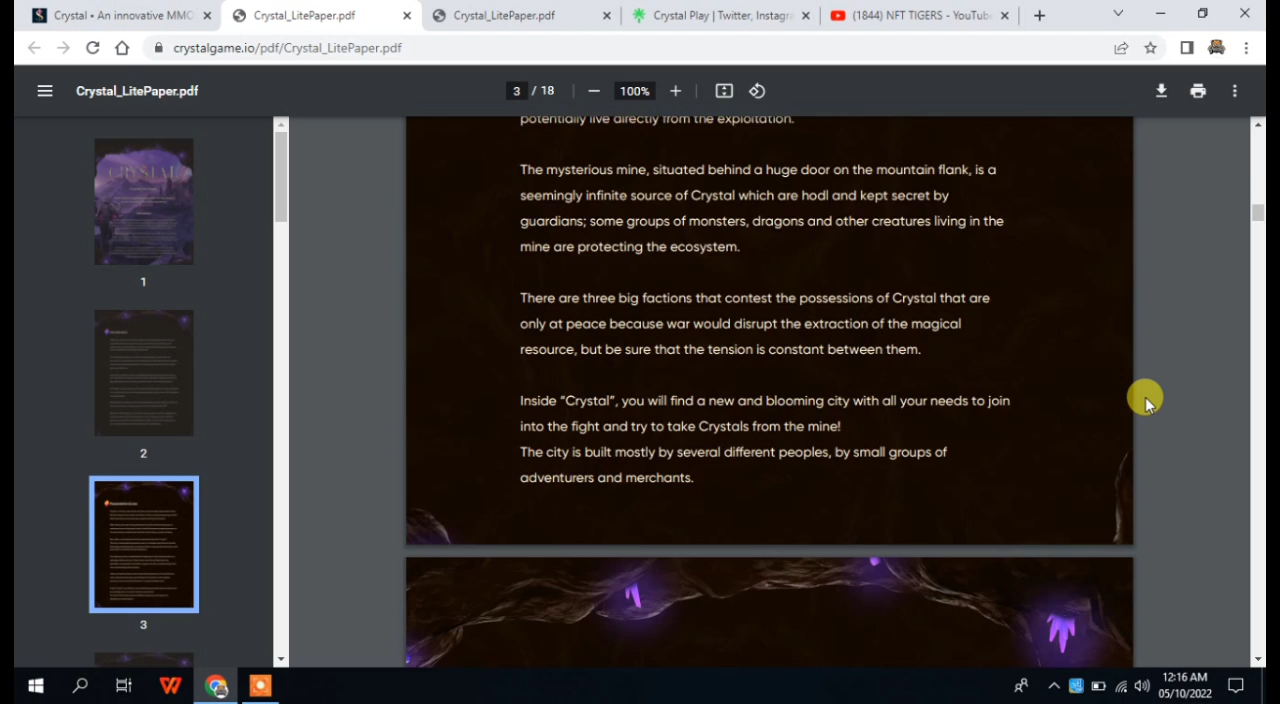 Crystal • An innovative MMO
Crystal_LitePaper.pdf
Crystal_LitePaper.pdf
Crystal Play | Twitter, Instagra
(1844) NFT TIGERS - YouTub
crystalgame.io/pdf/Crystal_LitePaper.pdf
Crystal_LitePaper.pdf
3 / 18
100%
CRYSTAL
1
2
3
potentially live directly from the exploitation.
The mysterious mine, situated behind a huge door on the mountain flank, is a
seemingly infinite source of Crystal which are hodl and kept secret by
guardians; some groups of monsters, dragons and other creatures living in the
mine are protecting the ecosystem.
There are three big factions that contest the possessions of Crystal that are
only at peace because war would disrupt the extraction of the magical
resource, but be sure that the tension is constant between them.
Inside “Crystal”, you will find a new and blooming city with all your needs to join
into the fight and try to take Crystals from the mine!
The city is built mostly by several different peoples, by small groups of
adventurers and merchants.
12:16 AM
05/10/2022